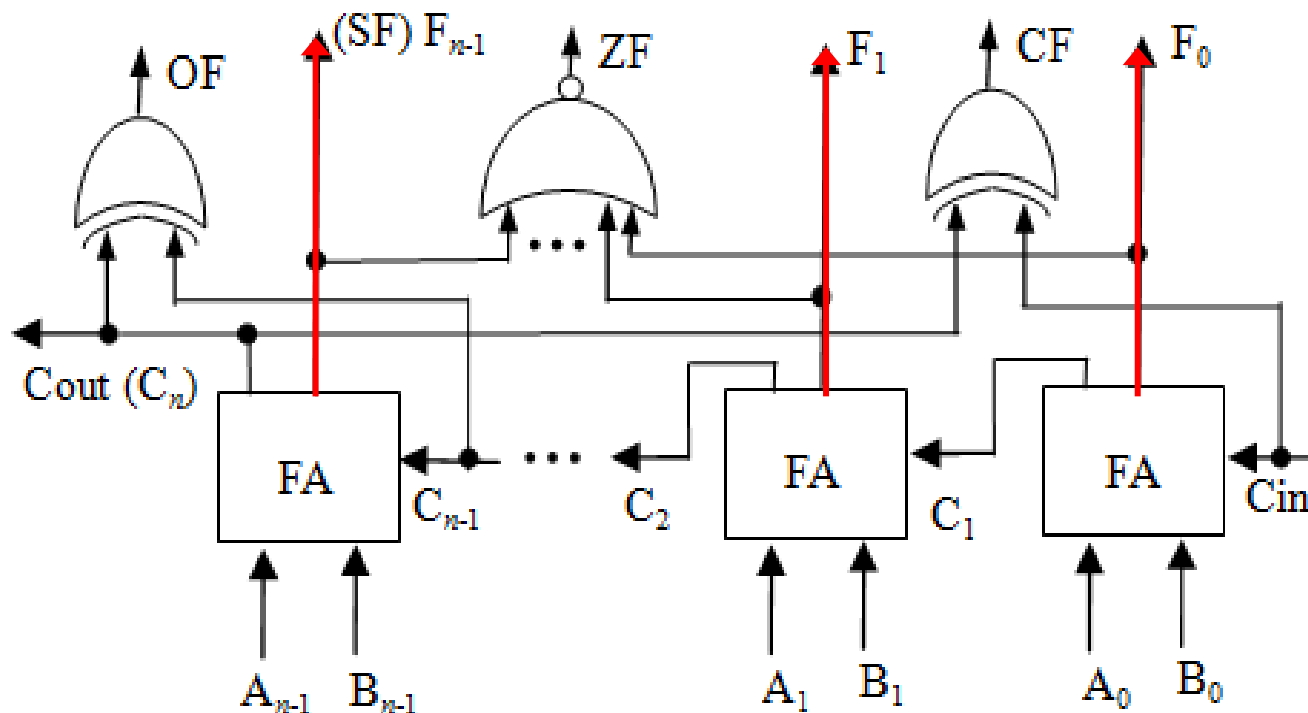 OF (SF) Fn-1 ZF F1 CF F0
Cout (Cn)
FA FA FA
Cn-1 C2 C1 Cin
An-1 Bn-1 A1 B1 A0 B0